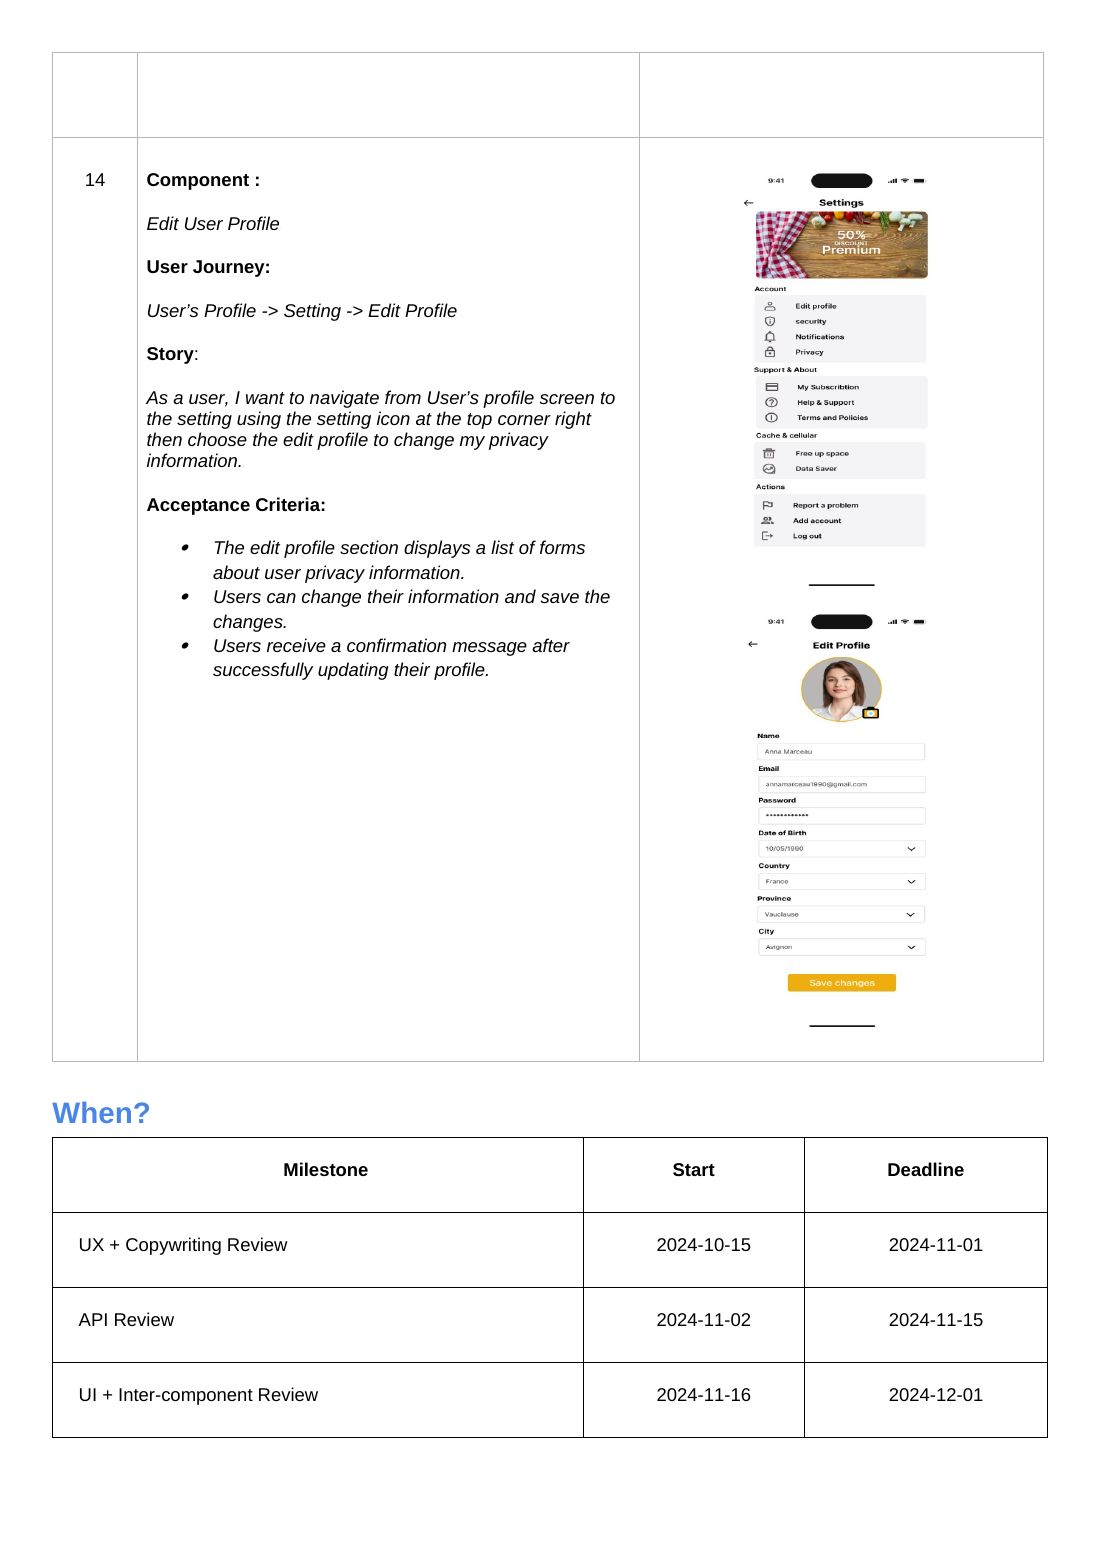 14
Component :
Edit User Profile
User Journey:
User’s Profile -> Setting -> Edit Profile
Story:
As a user, I want to navigate from User’s profile screen to
the setting using the setting icon at the top corner right
then choose the edit profile to change my privacy
information.
Acceptance Criteria:
• The edit profile section displays a list of forms
about user privacy information.
• Users can change their information and save the
changes.
• Users receive a confirmation message after
successfully updating their profile.
9:41
Settings
50%
DISCOUNT
Premium
Account
Edit profile
security
Notifications
Privacy
Support & About
My Subscribtion
Help & Support
Terms and Policies
Cache & cellular
Free up space
Data Saver
Actions
Report a problem
Add account
Log out
9:41
Edit Profile
Name
Anna Marceau
Email
annamarceau1990@gmail.com
Password
************
Date of Birth
10/05/1990
Country
France
Province
Vauclause
City
Avignon
Save changes
When?
Milestone Start Deadline
UX + Copywriting Review 2024-10-15 2024-11-01
API Review 2024-11-02 2024-11-15
UI + Inter-component Review 2024-11-16 2024-12-01